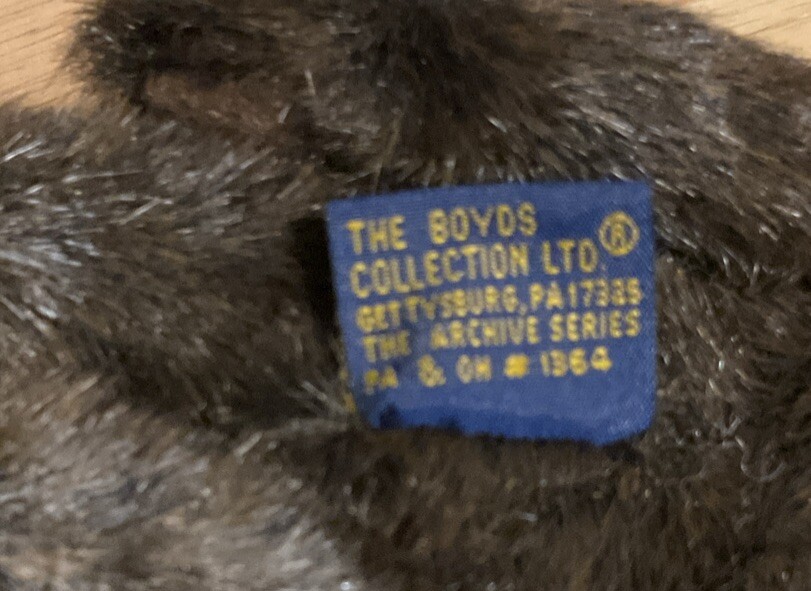 THE BOYDS
COLLECTION LTD.®
GETTYSBURG, PA 17325
THE ARCHIVE SERIES
PA & OH # 1364